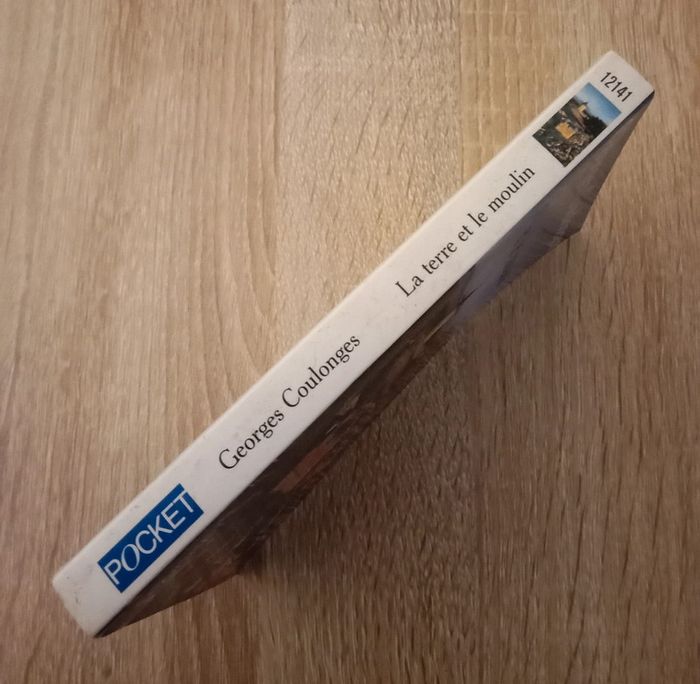 POCKET
Georges Coulonges
La terre et le moulin
12141